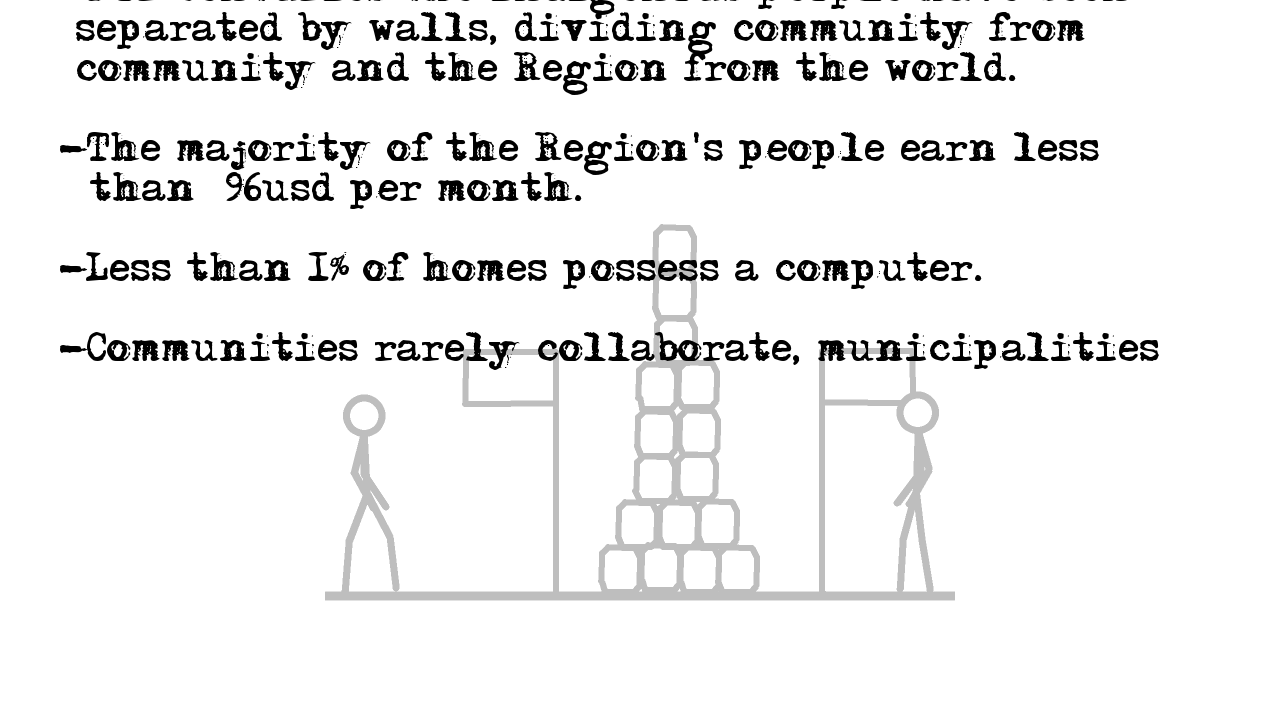 separated by walls, dividing community from
community and the Region from the world.
-The majority of the Region's people earn less
than 96usd per month.
-Less than 1% of homes possess a computer.
-Communities rarely collaborate, municipalities